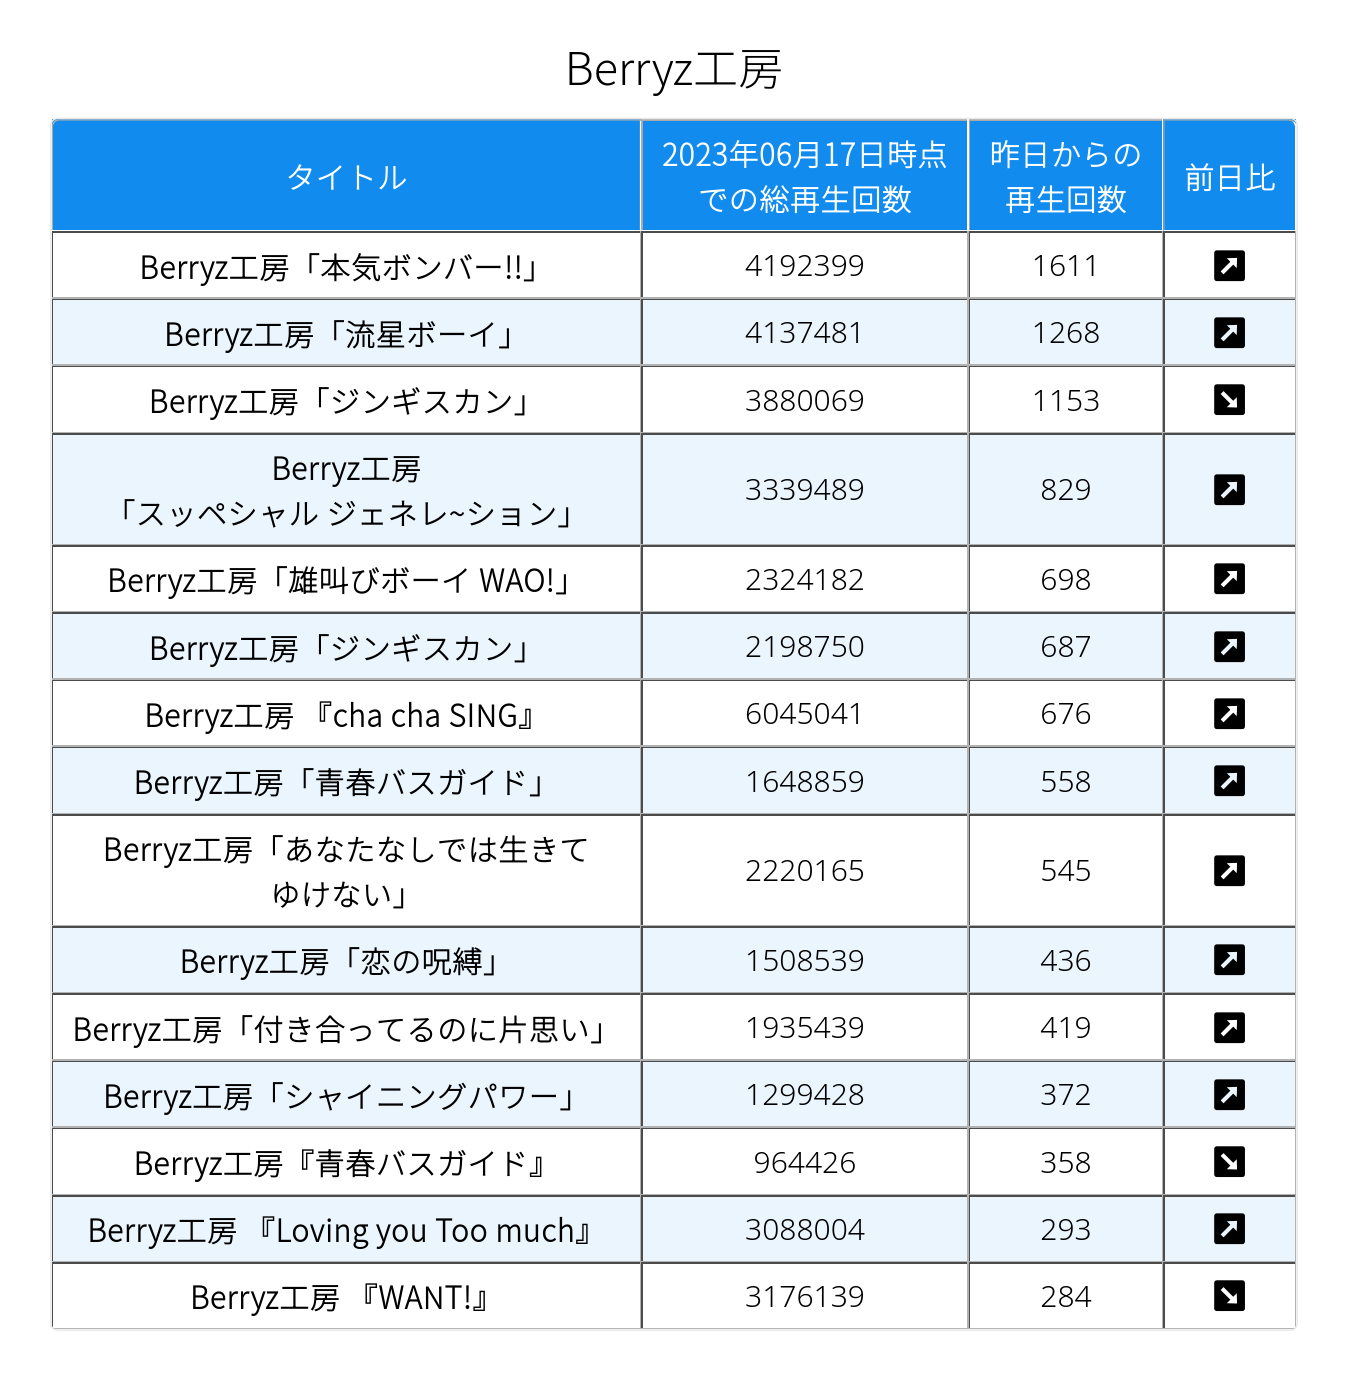 Berryz工房
タイトル
2023年06月17日時点
での総再生回数
昨日からの
再生回数
前日比
Berryz工房「本気ボンバー!!」 4192399 1611
Berryz工房「流星ボーイ」 4137481 1268
Berryz工房「ジンギスカン」 3880069 1153
Berryz工房
「スッペシャル ジェネレ~ション」 3339489 829
Berryz工房「雄叫びボーイ WAO!」 2324182 698
Berryz工房「ジンギスカン」 2198750 687
Berryz工房 『cha cha SING』 6045041 676
Berryz工房「青春バスガイド」 1648859 558
Berryz工房「あなたなしでは生きて
ゆけない」 2220165 545
Berryz工房「恋の呪縛」 1508539 436
Berryz工房「付き合ってるのに片思い」 1935439 419
Berryz工房「シャイニングパワー」 1299428 372
Berryz工房『青春バスガイド』 964426 358
Berryz工房 『Loving you Too much』 3088004 293
Berryz工房 『WANT!』 3176139 284